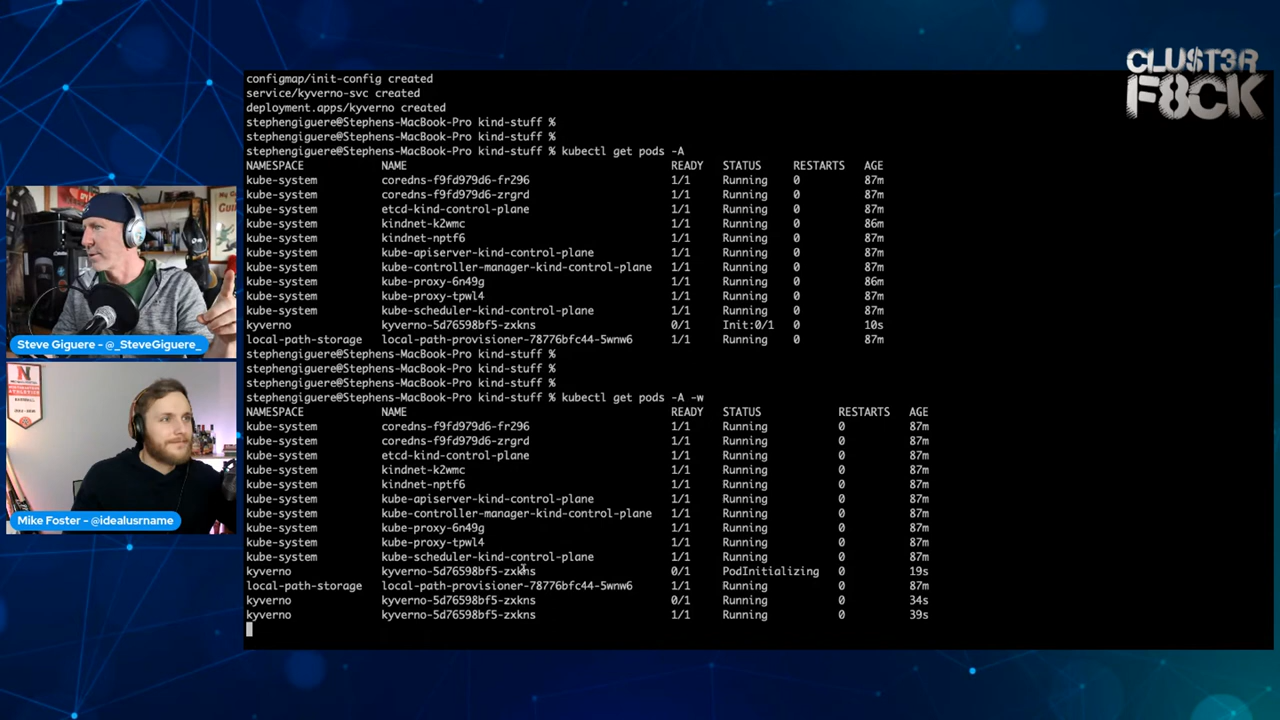 CLU$T3R
F8CK
configmap/init-config created
service/kyverno-svc created
deployment.apps/kyverno created
stephengiguere@Stephens-MacBook-Pro kind-stuff %
stephengiguere@Stephens-MacBook-Pro kind-stuff %
stephengiguere@Stephens-MacBook-Pro kind-stuff % kubectl get pods -A
NAMESPACE NAME READY STATUS RESTARTS AGE
kube-system coredns-f9fd979d6-fr296 1/1 Running 0 87m
kube-system coredns-f9fd979d6-zrgrd 1/1 Running 0 87m
kube-system etcd-kind-control-plane 1/1 Running 0 87m
kube-system kindnet-k2wmc 1/1 Running 0 86m
kube-system kindnet-nptf6 1/1 Running 0 87m
kube-system kube-apiserver-kind-control-plane 1/1 Running 0 87m
kube-system kube-controller-manager-kind-control-plane 1/1 Running 0 87m
kube-system kube-proxy-6n49g 1/1 Running 0 86m
kube-system kube-proxy-tpwl4 1/1 Running 0 87m
kube-system kube-scheduler-kind-control-plane 1/1 Running 0 87m
kyverno kyverno-5d76598bf5-zxkns 0/1 Init:0/1 0 10s
local-path-storage local-path-provisioner-78776bfc44-5wnw6 1/1 Running 0 87m
stephengiguere@Stephens-MacBook-Pro kind-stuff %
stephengiguere@Stephens-MacBook-Pro kind-stuff %
stephengiguere@Stephens-MacBook-Pro kind-stuff %
stephengiguere@Stephens-MacBook-Pro kind-stuff % kubectl get pods -A -w
NAMESPACE NAME READY STATUS RESTARTS AGE
kube-system coredns-f9fd979d6-fr296 1/1 Running 0 87m
kube-system coredns-f9fd979d6-zrgrd 1/1 Running 0 87m
kube-system etcd-kind-control-plane 1/1 Running 0 87m
kube-system kindnet-k2wmc 1/1 Running 0 87m
kube-system kindnet-nptf6 1/1 Running 0 87m
kube-system kube-apiserver-kind-control-plane 1/1 Running 0 87m
kube-system kube-controller-manager-kind-control-plane 1/1 Running 0 87m
kube-system kube-proxy-6n49g 1/1 Running 0 87m
kube-system kube-proxy-tpwl4 1/1 Running 0 87m
kube-system kube-scheduler-kind-control-plane 1/1 Running 0 87m
kyverno kyverno-5d76598bf5-zxkns 0/1 PodInitializing 0 19s
local-path-storage local-path-provisioner-78776bfc44-5wnw6 1/1 Running 0 87m
kyverno kyverno-5d76598bf5-zxkns 0/1 Running 0 34s
kyverno kyverno-5d76598bf5-zxkns 1/1 Running 0 39s
Steve Giguere - @_SteveGiguere_
Mike Foster - @idealusrname